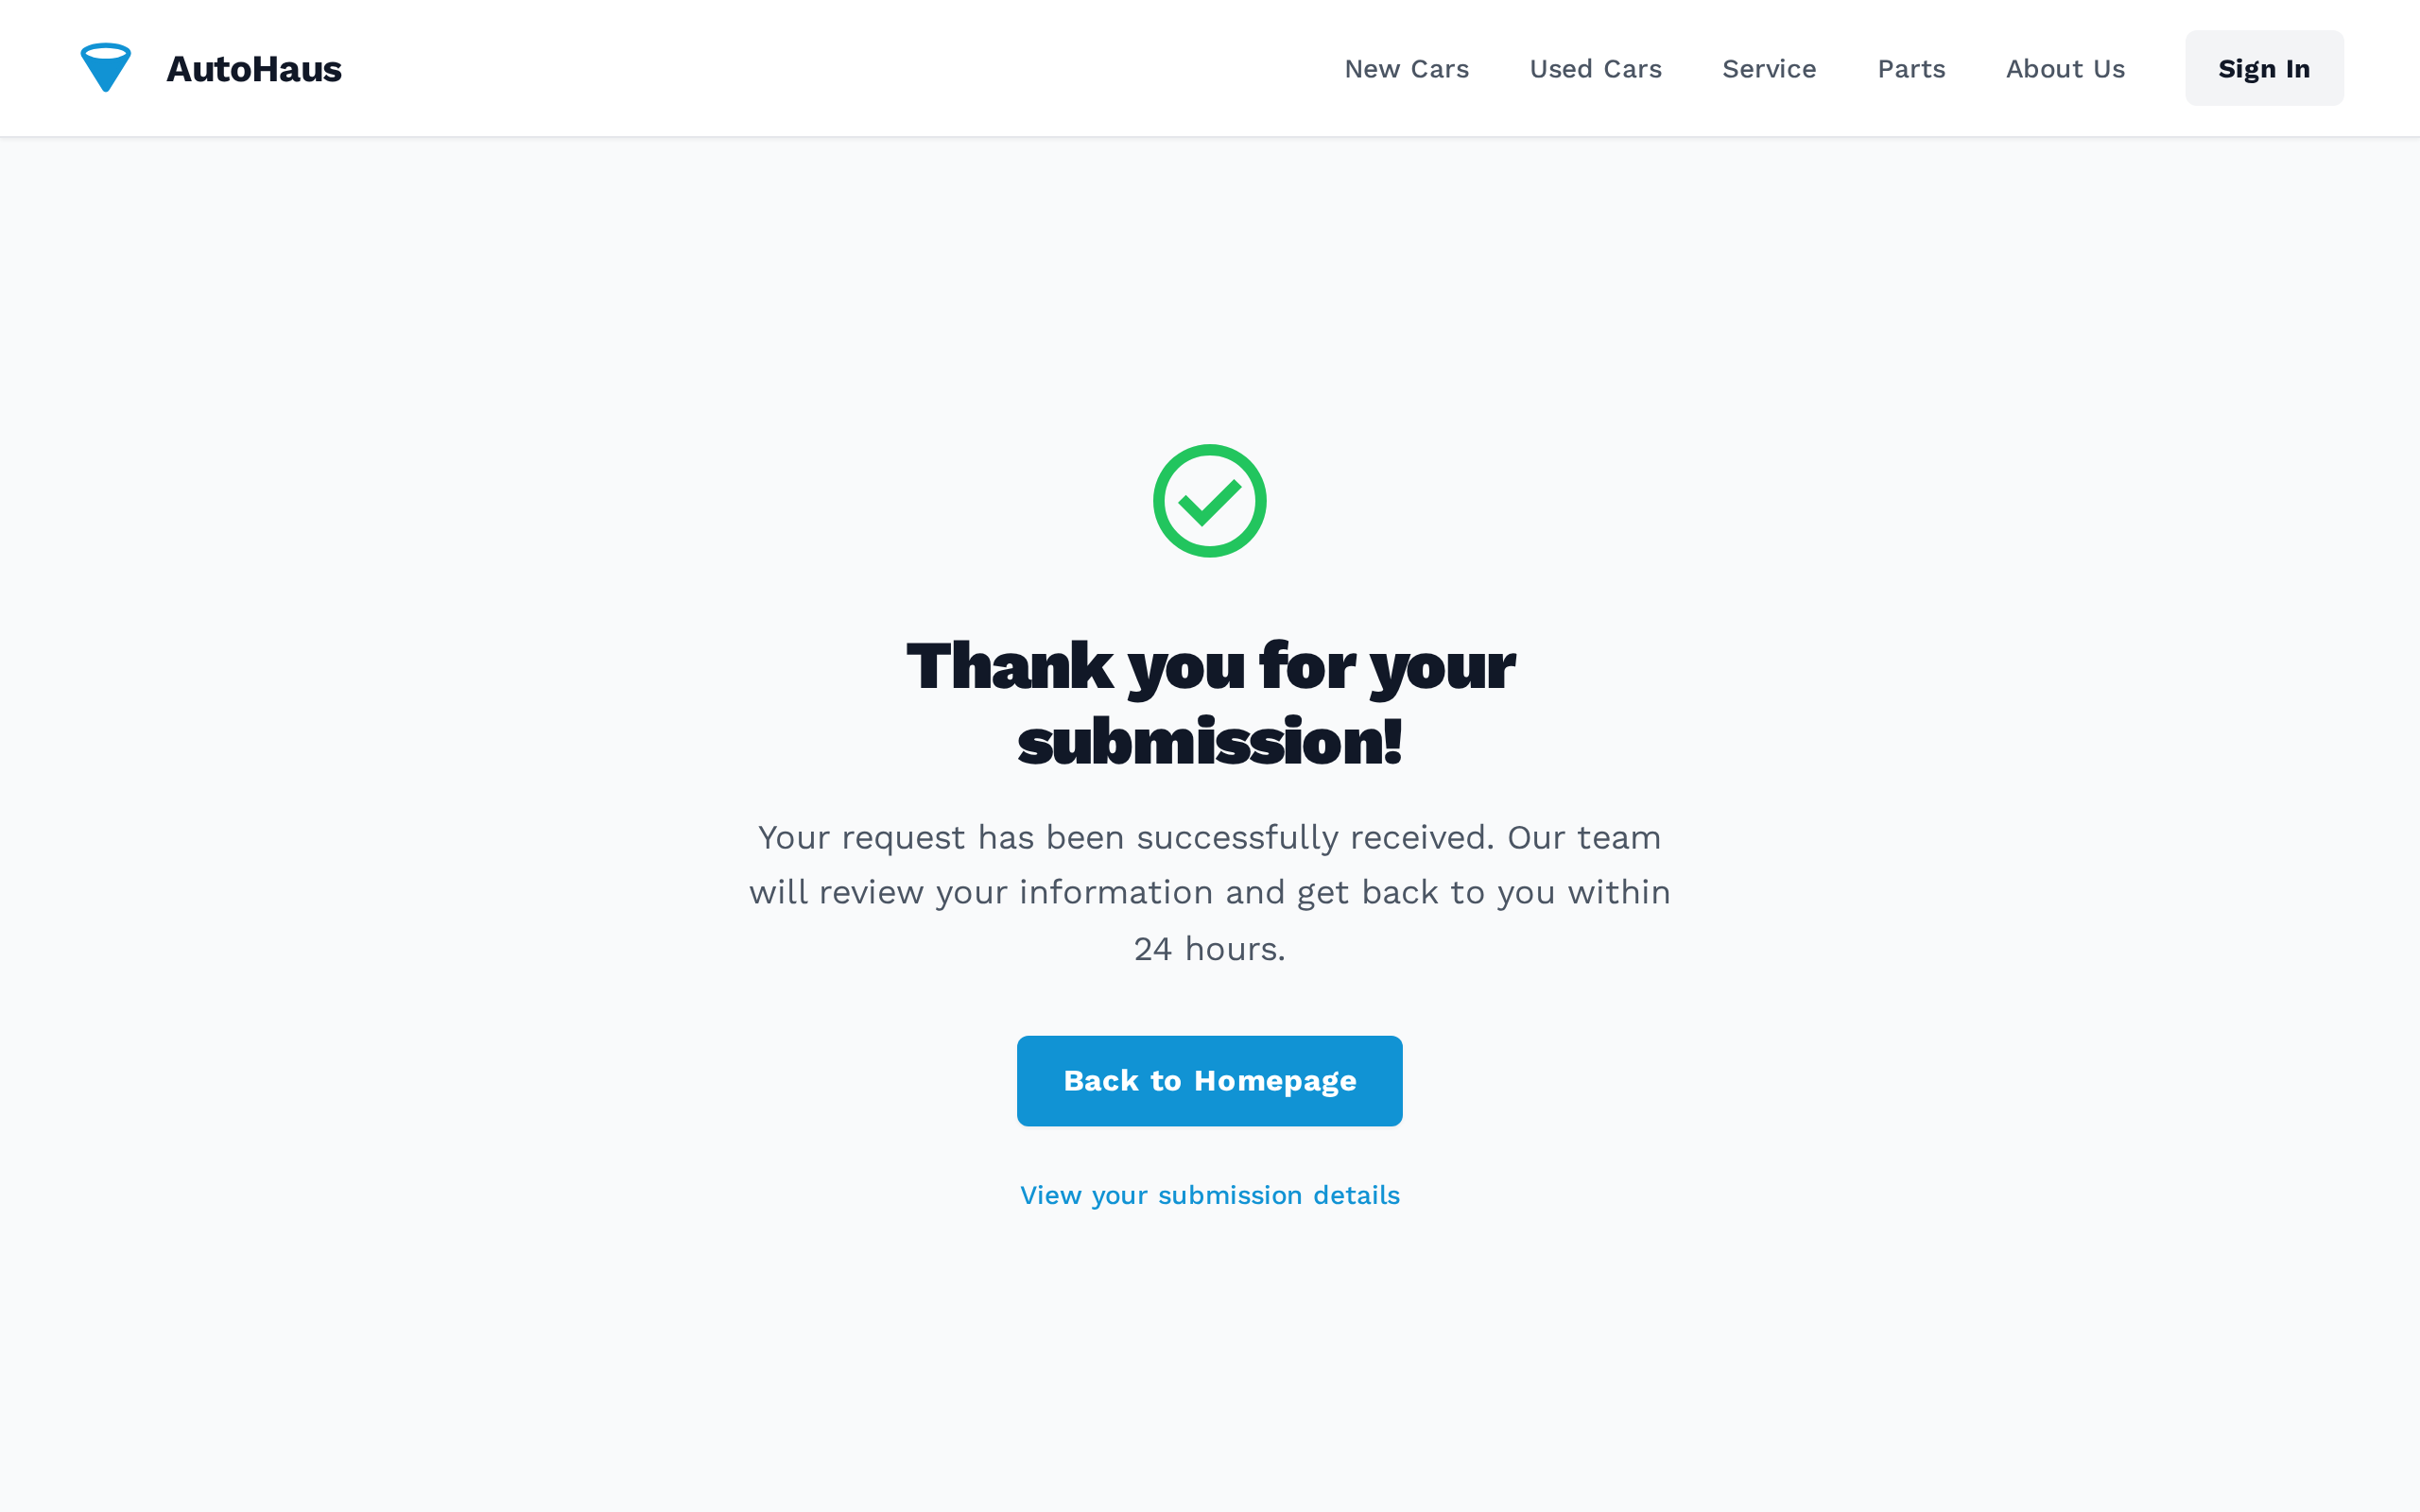 AutoHaus
New Cars
Used Cars
Service
Parts
About Us
Sign In
Thank you for your
submission!
Your request has been successfully received. Our team
will review your information and get back to you within
24 hours.
Back to Homepage
View your submission details